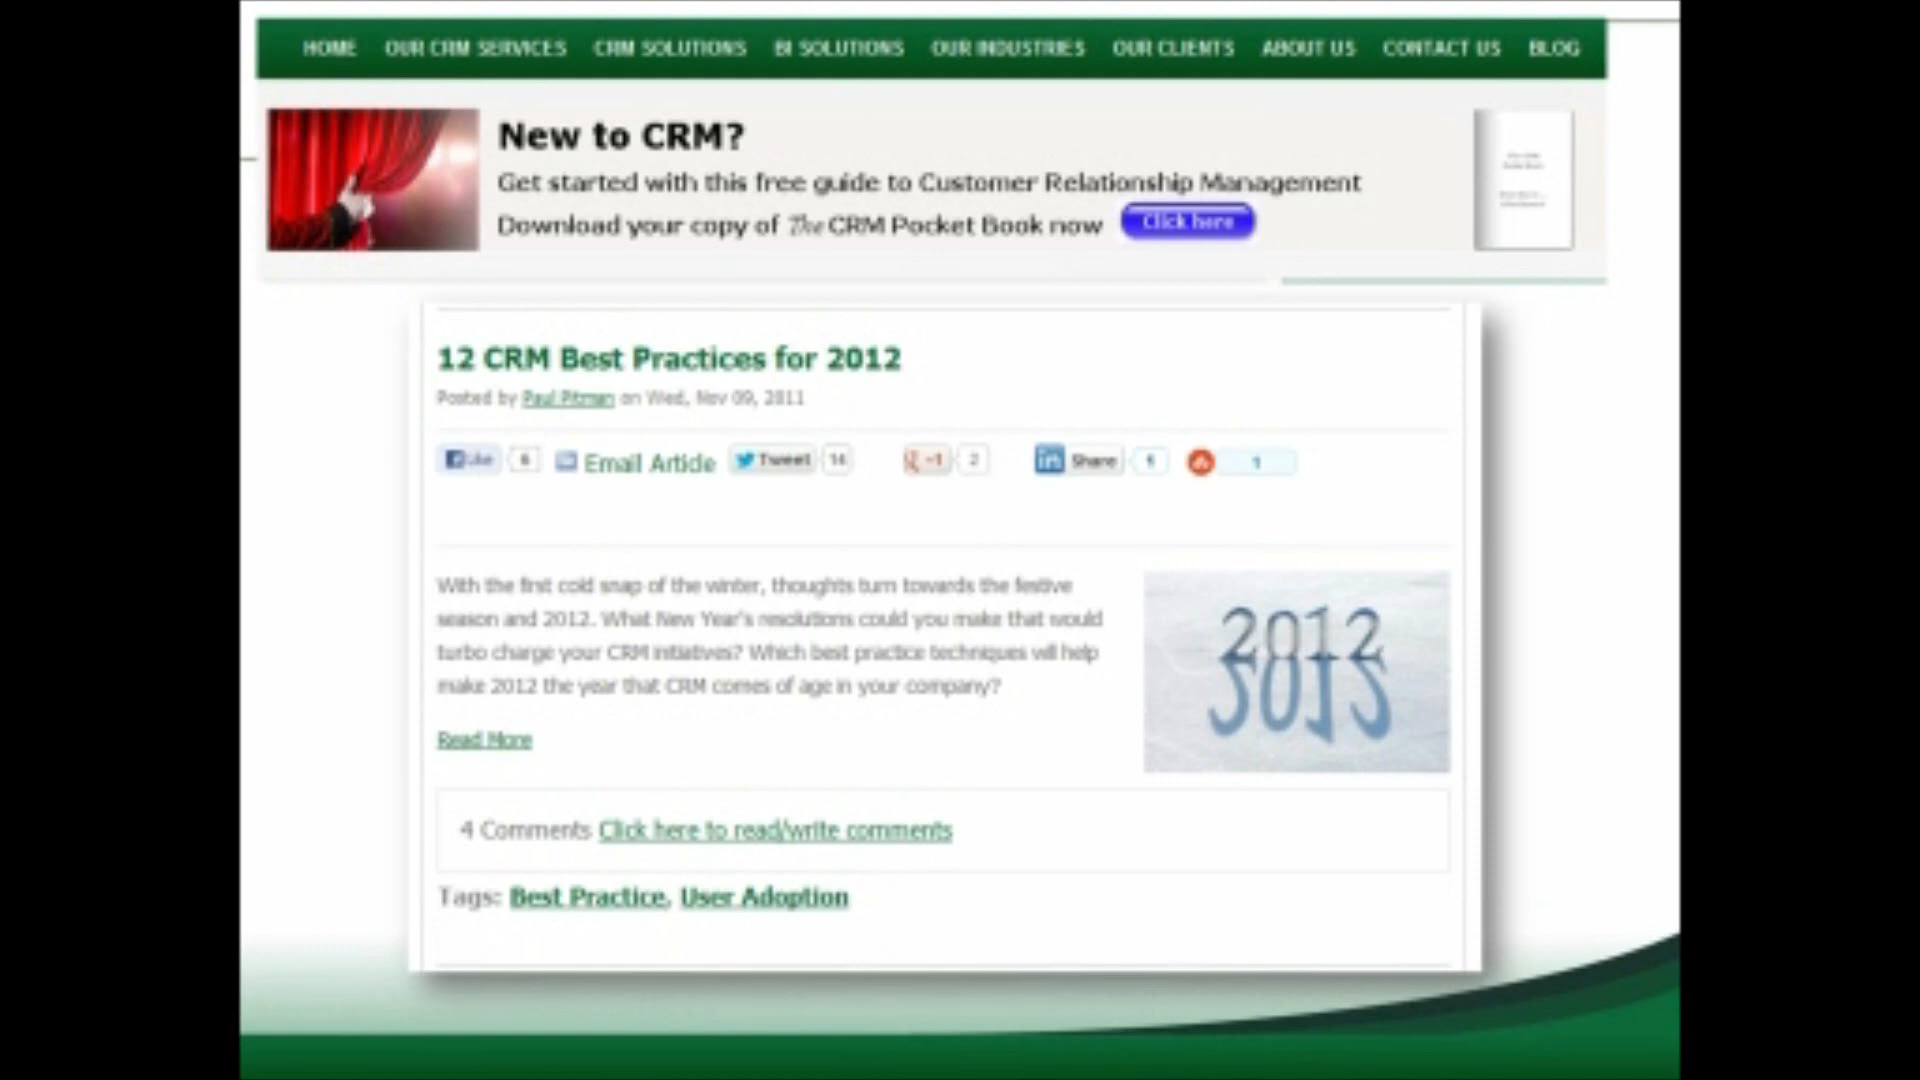 HOME OUR CRM SERVICES CRM SOLUTIONS BI SOLUTIONS OUR INDUSTRIES OUR CLIENTS ABOUT US CONTACT US BLOG
New to CRM?
Get started with this free guide to Customer Relationship Management
Download your copy of The CRM Pocket Book now Click here
12 CRM Best Practices for 2012
Posted by Paul Pitman on Wed, Nov 09, 2011
Like 6 Email Article Tweet 14 2 in Share 1
With the first cold snap of the winter, thoughts turn towards the festive
season and 2012. What New Year's resolutions could you make that would
turbo charge your CRM initiatives? Which best practice techniques will help
make 2012 the year that CRM comes of age in your company?
2012
Read More
4 Comments Click here to read/write comments
Tags: Best Practice, User Adoption